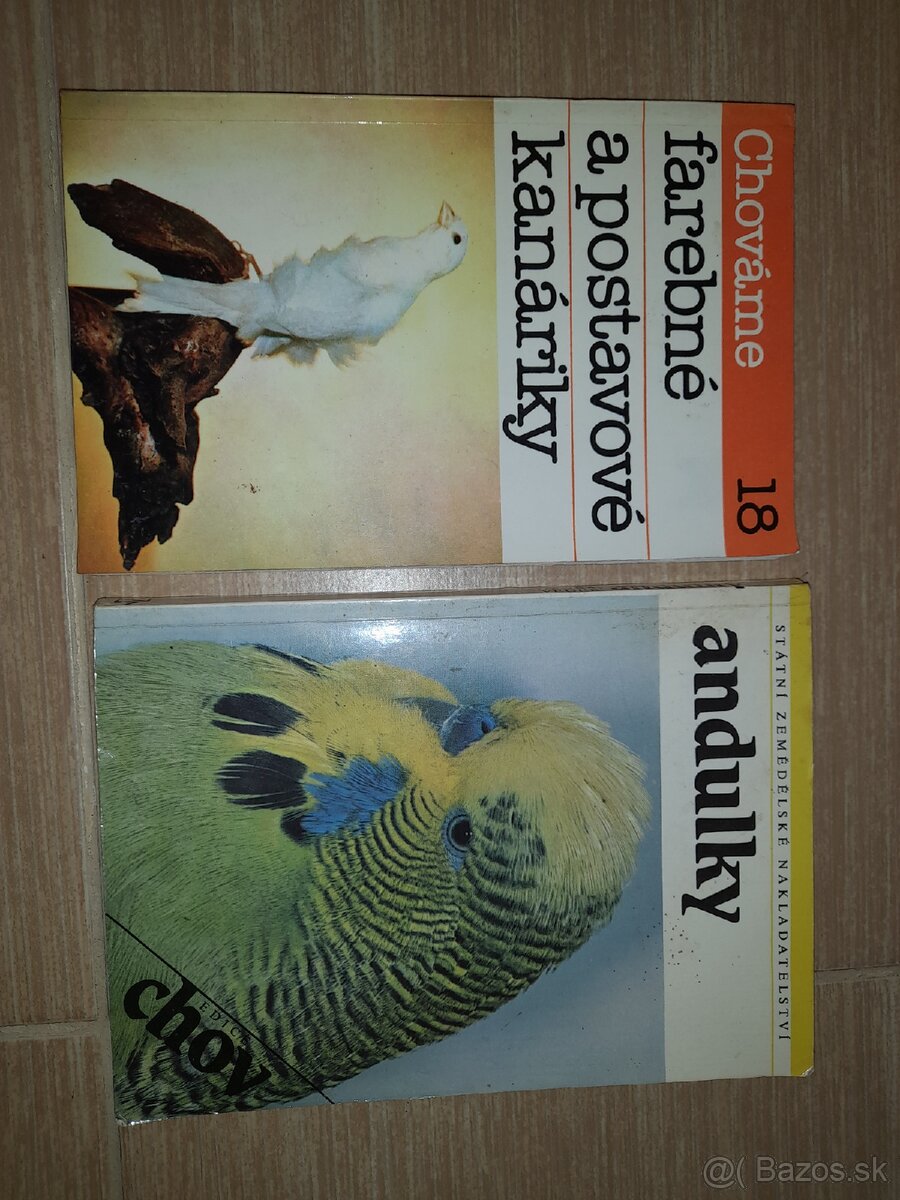 Chováme 18
farebné
a postavové
kanáriky
STÁTNÍ ZEMĚDĚLSKÉ NAKLADATELSTVÍ
andulky
EDICE
chov
@( Bazos.sk